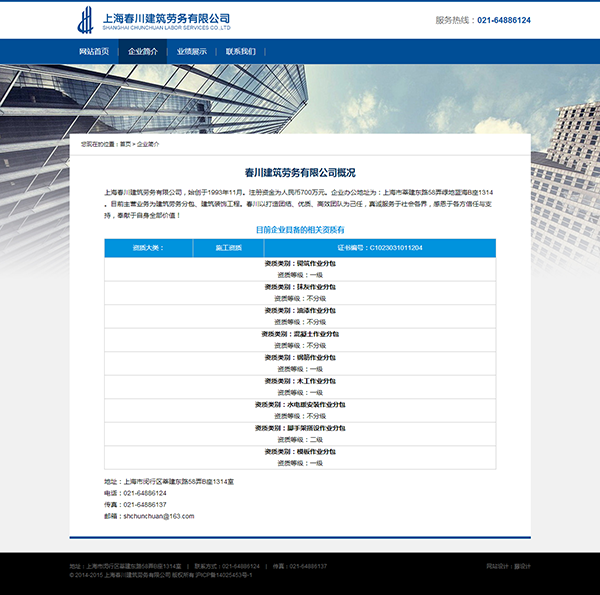 上海春川建筑劳务有限公司
SHANGHAI CHUNCHUAN LABOR SERVICES CO.,LTD
服务热线：021-64886124
网站首页 企业简介 业绩展示 联系我们
您现在的位置：首页 > 企业简介
春川建筑劳务有限公司概况
上海春川建筑劳务有限公司，始创于1993年11月。注册资金为人民币700万元。企业办公地址为：上海市莘建东路58弄绿地蓝海B座1314
。目前主营业务为建筑劳务分包、建筑装饰工程。春川以打造团结、优质、高效团队为己任，真诚服务于社会各界，感恩于各方信任与支
持，奉献于自身全部价值！
目前企业具备的相关资质有
资质大类： 施工资质 证书编号：C1023031011204
资质类别：砌筑作业分包
资质等级：一级
资质类别：抹灰作业分包
资质等级：不分级
资质类别：油漆作业分包
资质等级：不分级
资质类别：混凝土作业分包
资质等级：不分级
资质类别：钢筋作业分包
资质等级：一级
资质类别：木工作业分包
资质等级：一级
资质类别：水电暖安装作业分包
资质等级：不分级
资质类别：脚手架搭设作业分包
资质等级：二级
资质类别：模板作业分包
资质等级：一级
地址：上海市闵行区莘建东路58弄B座1314室
电话：021-64886124
传真：021-64886137
邮箱：shchunchuan@163.com
地址：上海市闵行区莘建东路58弄B座1314室 | 联系方式：021-64886124 | 传真：021-64886137
网站设计：
© 2014-2015 上海春川建筑劳务有限公司 版权所有 沪ICP备14025453号-1